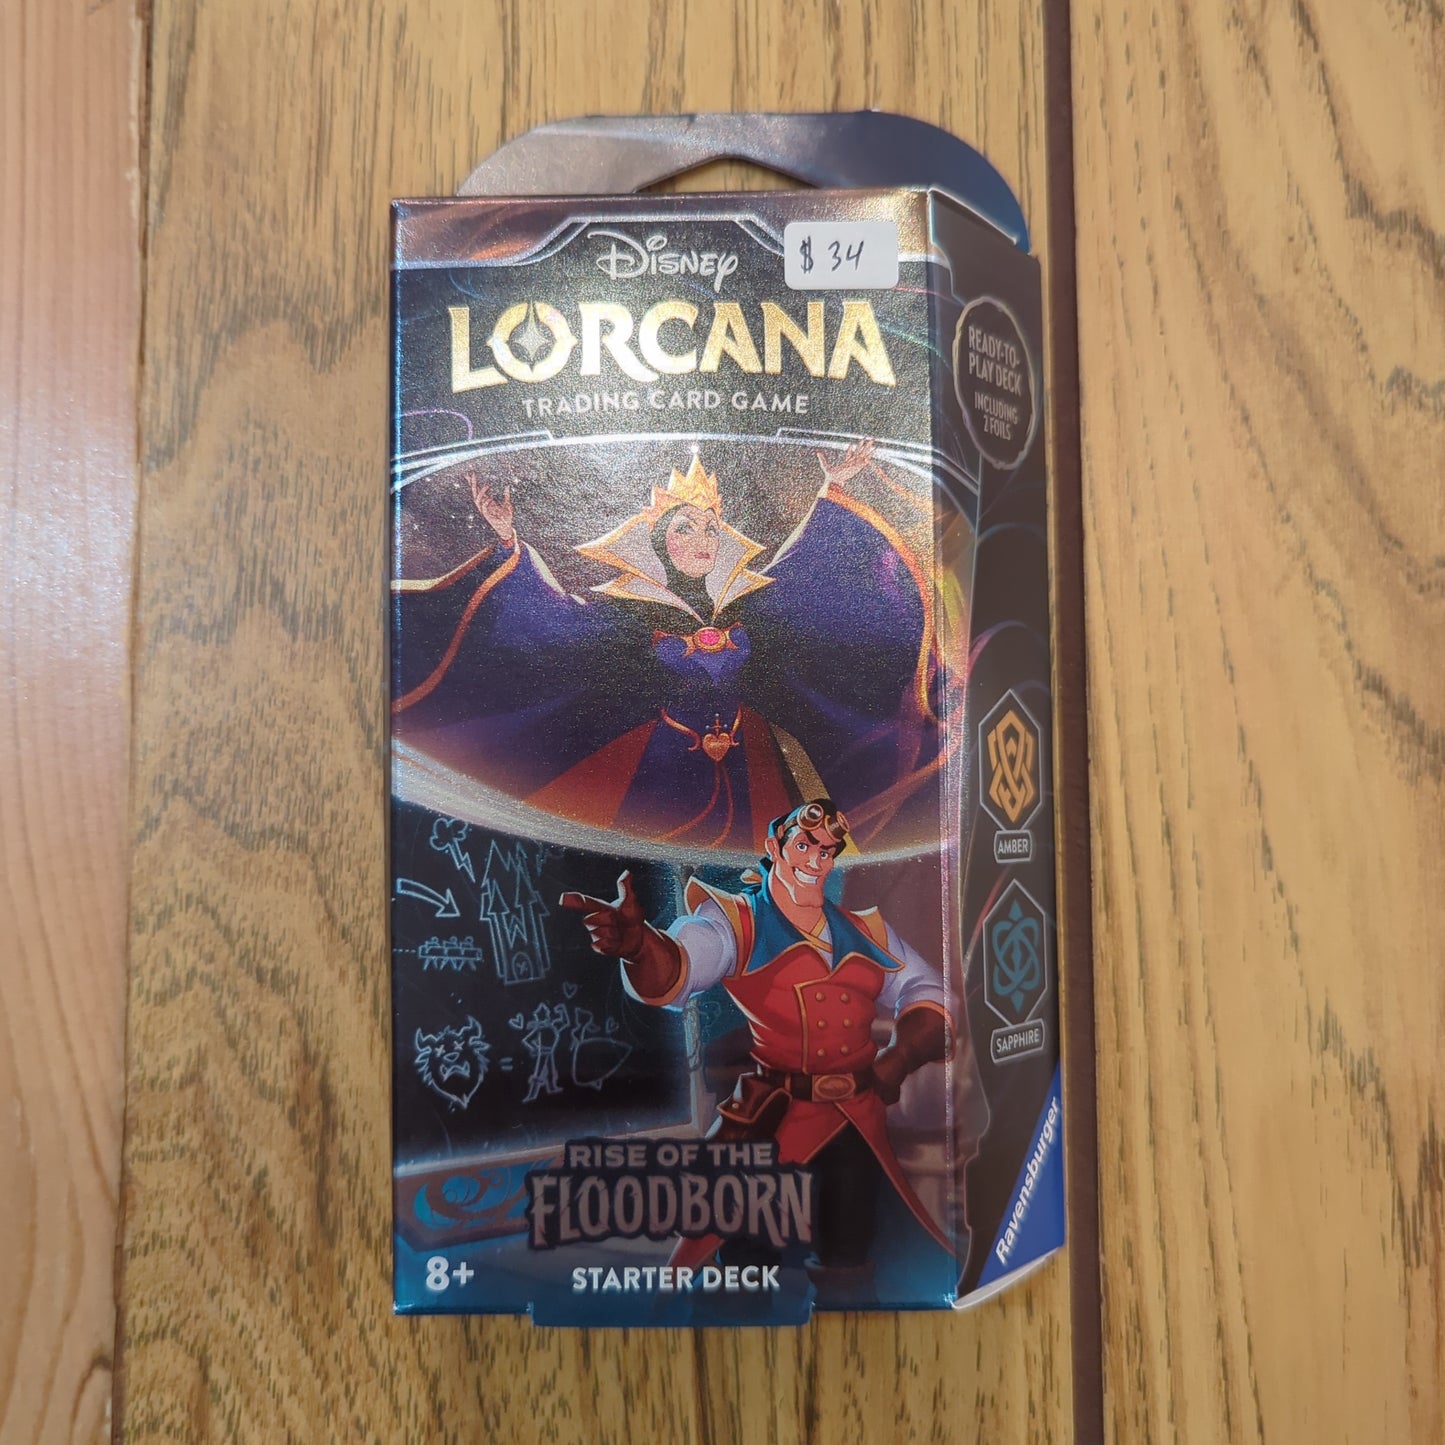 $ 34
Disney
LORCANA
TRADING CARD GAME
READY-TO-
PLAY DECK
INCLUDING
2 FOILS
AMBER
SAPPHIRE
RISE OF THE
FLOODBORN
8+
STARTER DECK
Ravensburger